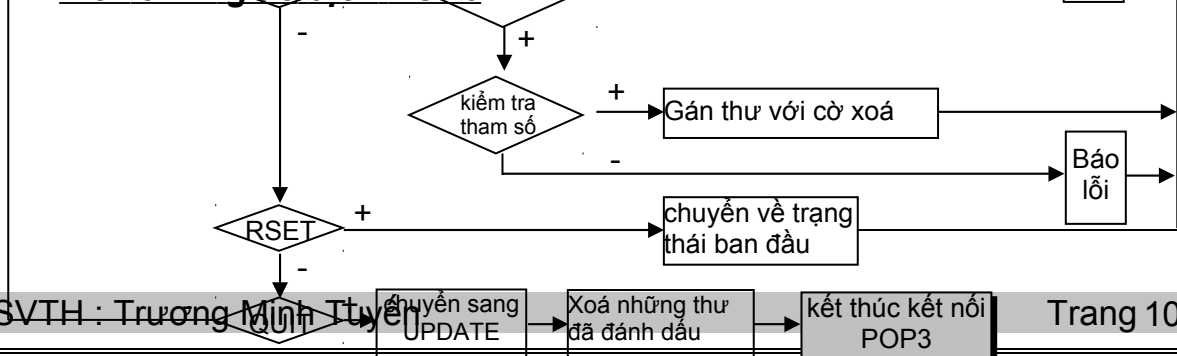 -
+
kiểm tra
tham số
+
Gán thư với cờ xoá
-
Báo
lỗi
RSET
+
chuyển về trạng
thái ban đầu
-
SVTH : Trương Minh Tuyến
Trang 10
QUIT
+
chuyển sang
UPDATE
Xoá những thư
đã đánh dấu
kết thúc kết nối
POP3